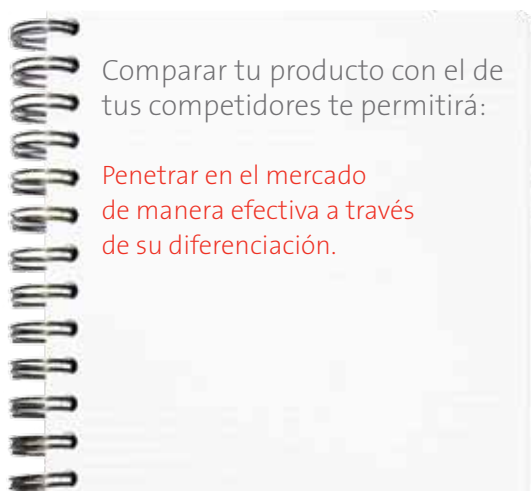 Comparar tu producto con el de
tus competidores te permitirá:
Penetrar en el mercado
de manera efectiva a través
de su diferenciación.